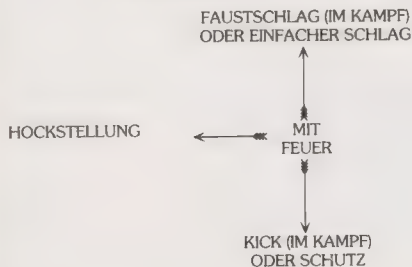 FAUSTSCHLAG (IM KAMPF)
ODER EINFACHER SCHLAG
HOCKSTELLUNG
MIT
FEUER
KICK (IM KAMPF)
ODER SCHUTZ